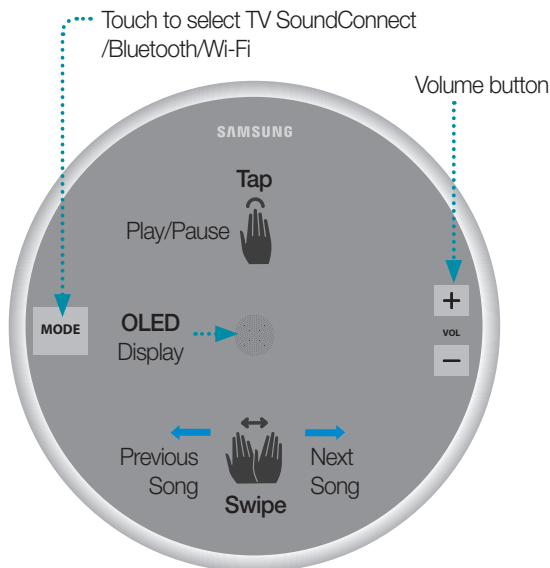 Touch to select TV SoundConnect
/Bluetooth/Wi-Fi
Volume button
SAMSUNG
Tap
Play/Pause
+
MODE
OLED
VOL
Display
−
Previous
Next
Song
Song
Swipe